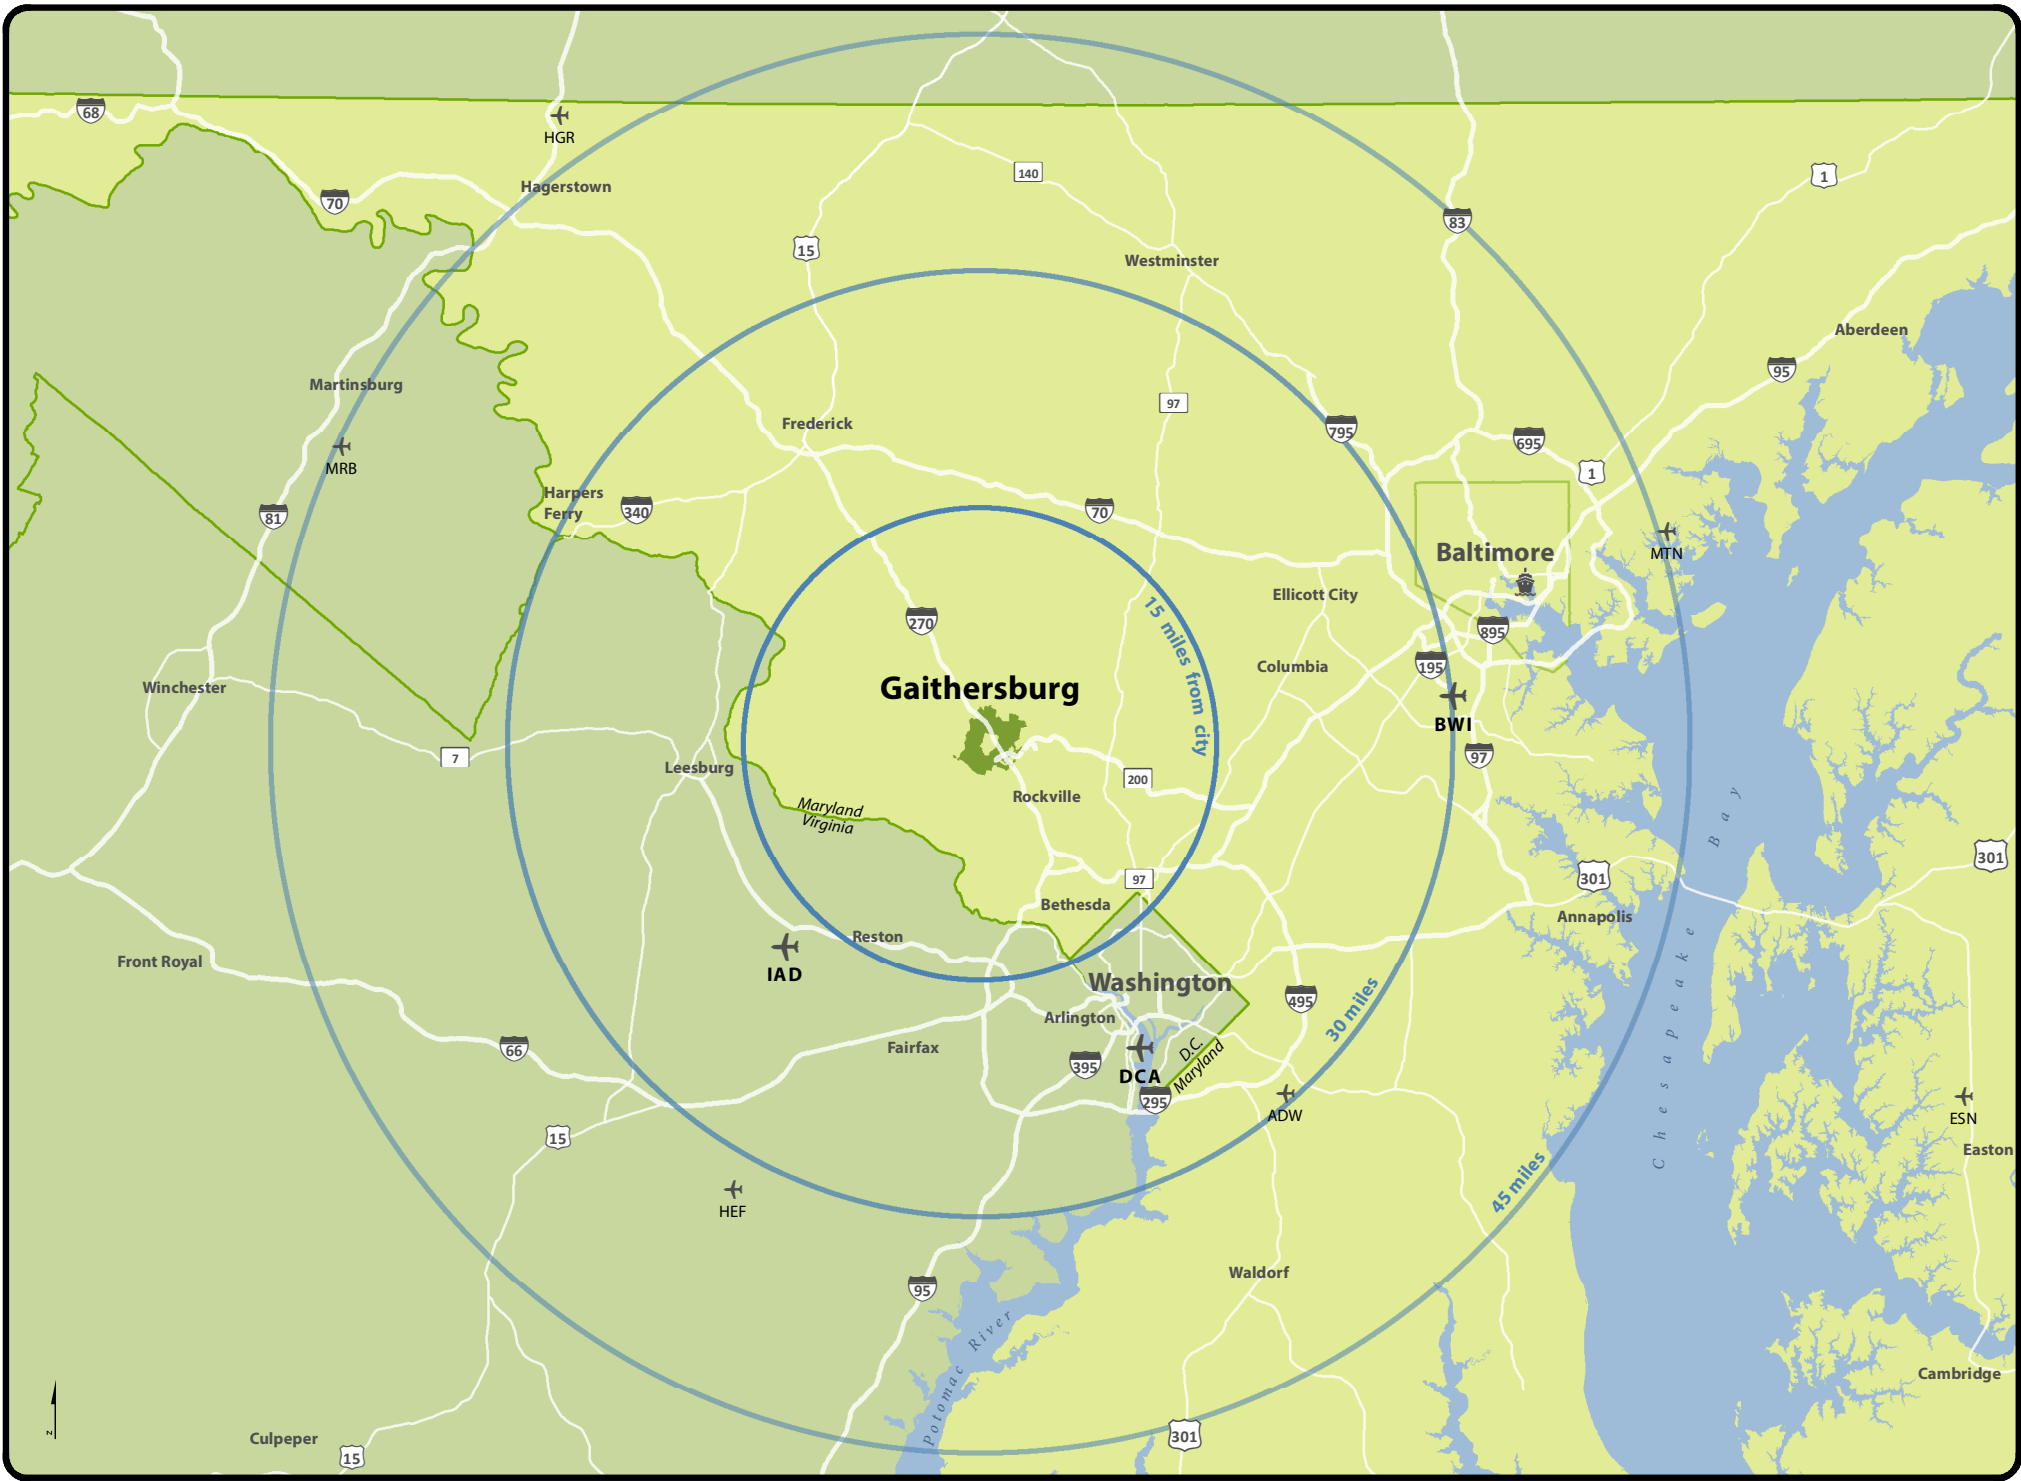 68
HGR
Hagerstown
70
140
1
15
83
Westminster
Aberdeen
95
Martinsburg
97
Frederick
795
695
1
MRB
Harpers
Ferry
340
70
81
MTN
Baltimore
Ellicott City
270
895
15 miles from city
195
Columbia
Winchester
Gaithersburg
BWI
97
7
Leesburg
200
Rockville
Maryland
Virginia
Chesapeake Bay
301
301
97
Bethesda
Annapolis
Reston
Front Royal
IAD
Washington
495
30 miles
Arlington
Fairfax
66
395
DCA
D.C.
Maryland
295
ADW
ESN
15
Easton
45 miles
HEF
Waldorf
95
Potomac River
Cambridge
N
Culpeper
15
301